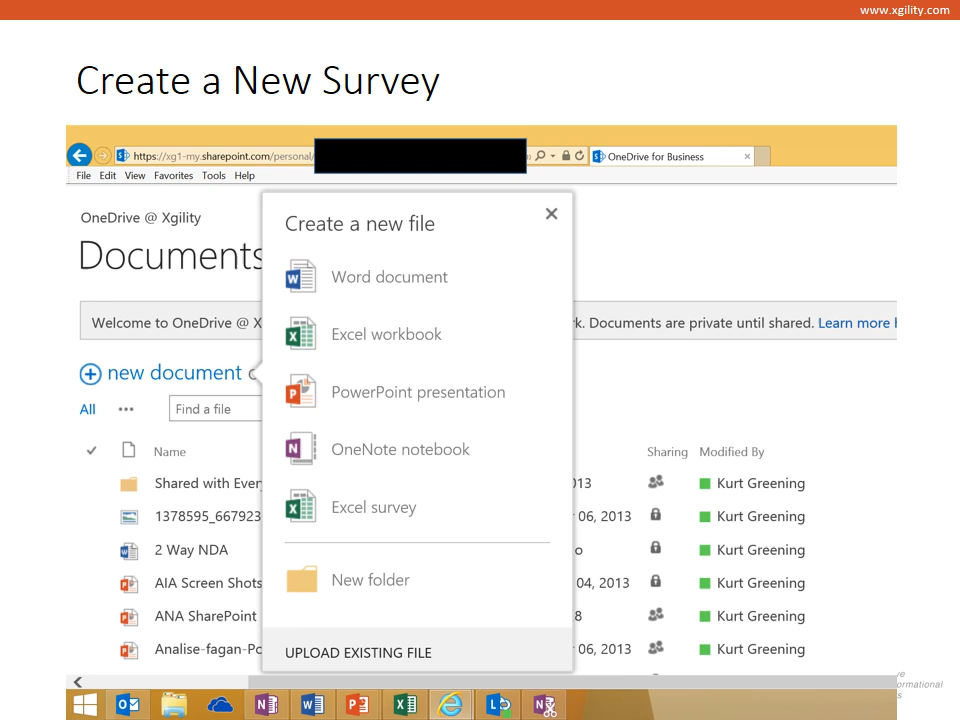 www.xgility.com
Create a New Survey
https://xg1-my.sharepoint.com/personal/
OneDrive for Business
File Edit View Favorites Tools Help
OneDrive @ Xgility
Documents
Create a new file
Word document
Excel workbook
PowerPoint presentation
OneNote notebook
Excel survey
New folder
UPLOAD EXISTING FILE
Welcome to OneDrive @ X
k. Documents are private until shared. Learn more h
new document o
All ••• Find a file
Name Sharing Modified By
Shared with Every 013 Kurt Greening
1378595_667923 06, 2013 Kurt Greening
2 Way NDA o Kurt Greening
AIA Screen Shots 04, 2013 Kurt Greening
ANA SharePoint 8 Kurt Greening
Analise-fagan-Po 06, 2013 Kurt Greening
ve
ormational
s